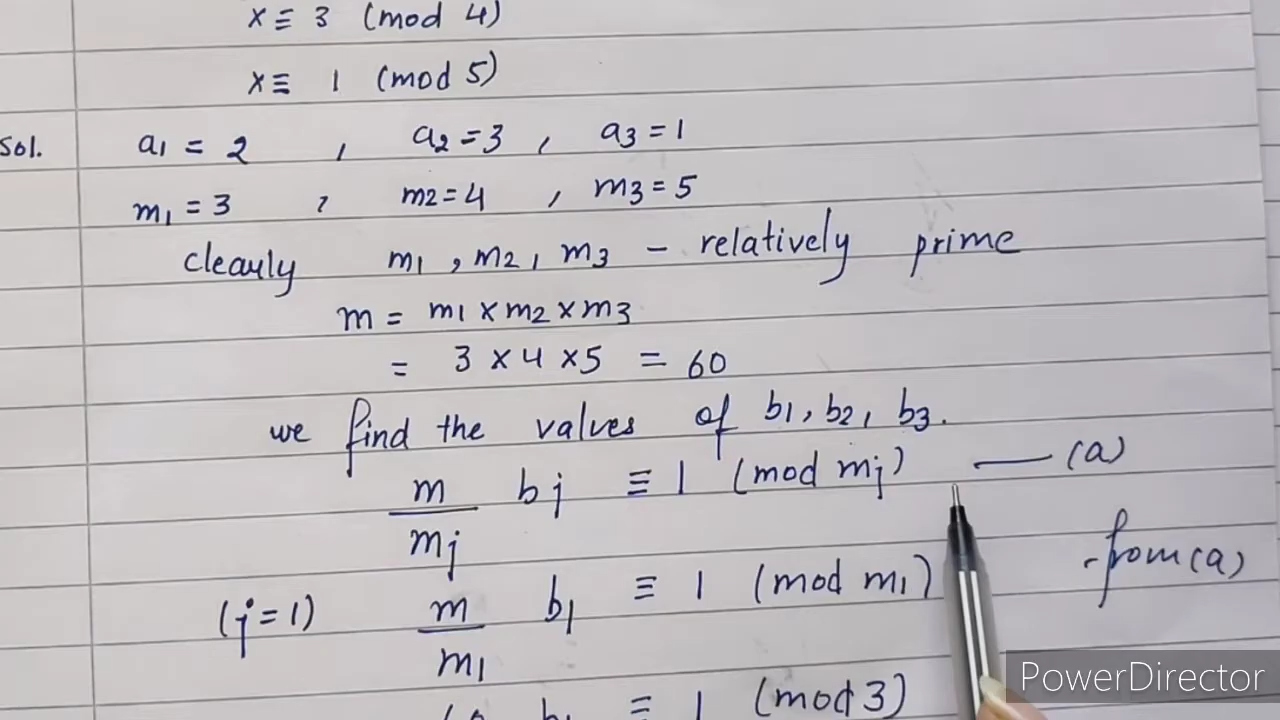 x ≡ 3 (mod 4)
x ≡ 1 (mod 5)
Sol. a1 = 2 , a2 = 3 , a3 = 1
m1 = 3 , m2 = 4 , m3 = 5
clearly m1 , m2 , m3 – relatively prime
m = m1 × m2 × m3
= 3 × 4 × 5 = 60
we find the values of b1, b2, b3.
m/mj bj ≡ 1 (mod mj) — (a)
(j = 1) m/m1 b1 ≡ 1 (mod m1) - from (a)
b1 ≡ 1 (mod 3)
PowerDirector